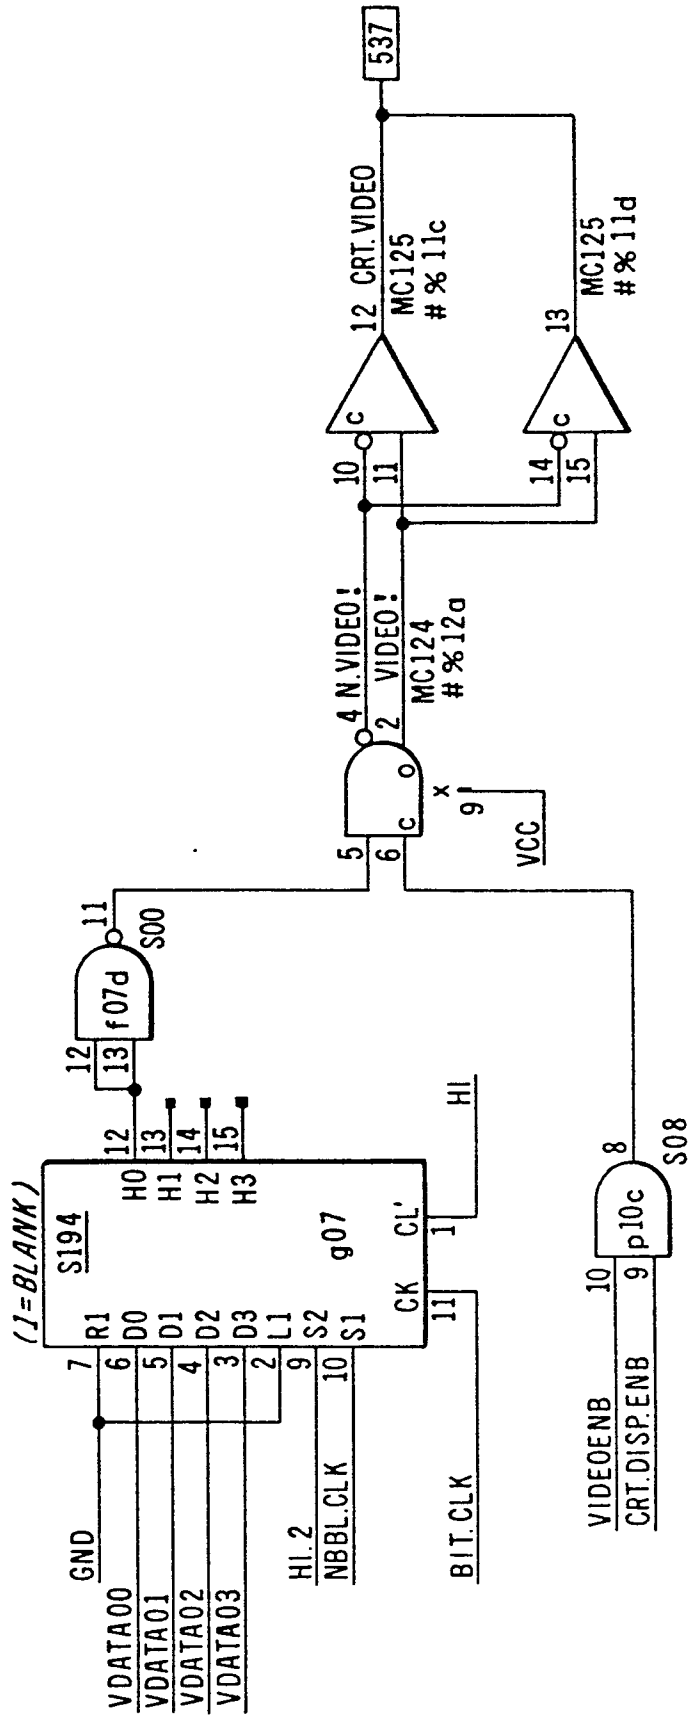 (1=BLANK)
GND
VDATA00
VDATA01
VDATA02
VDATA03
HI.2
NBBL.CLK
BIT.CLK
7
6
5
4
3
2
9
10
R1
D0
D1
D2
D3
L1
S2
S1
S194
g07
H0
H1
H2
H3
CK
CL'
11
1
HI
12
13
14
15
12
13
f07d
11
S00
VIDEOENB
CRT.DISP.ENB
10
9
p10c
8
S08
5
6
c
o
x
9
VCC
4 N.VIDEO!
2 VIDEO!
MC124
#%12a
10
11
c
12 CRT.VIDEO
MC125
#%11c
14
15
c
13
MC125
#%11d
537